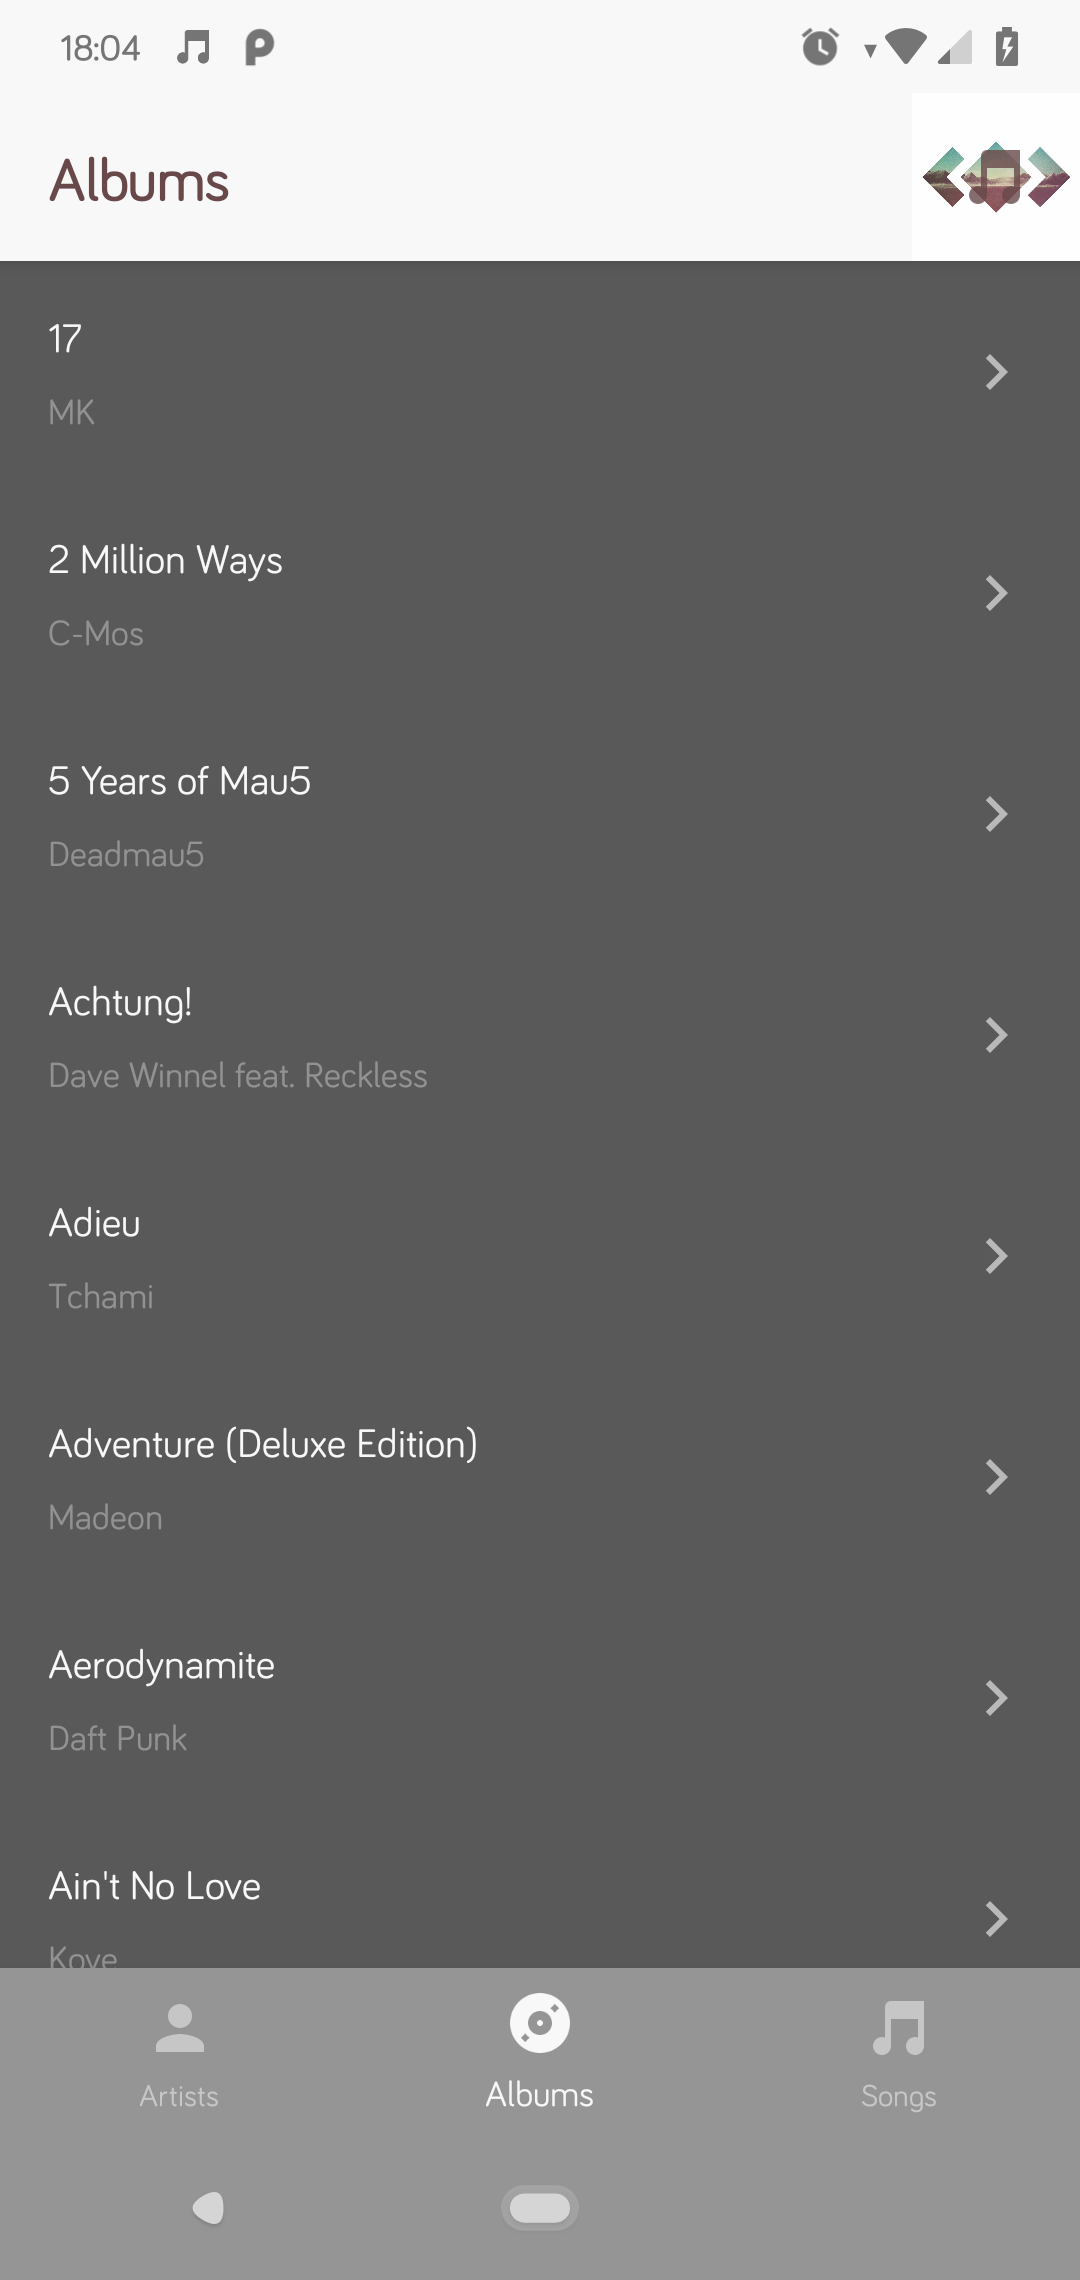 18:04
Albums
17
MK
2 Million Ways
C-Mos
5 Years of Mau5
Deadmau5
Achtung!
Dave Winnel feat. Reckless
Adieu
Tchami
Adventure (Deluxe Edition)
Madeon
Aerodynamite
Daft Punk
Ain't No Love
Kove
Artists
Albums
Songs